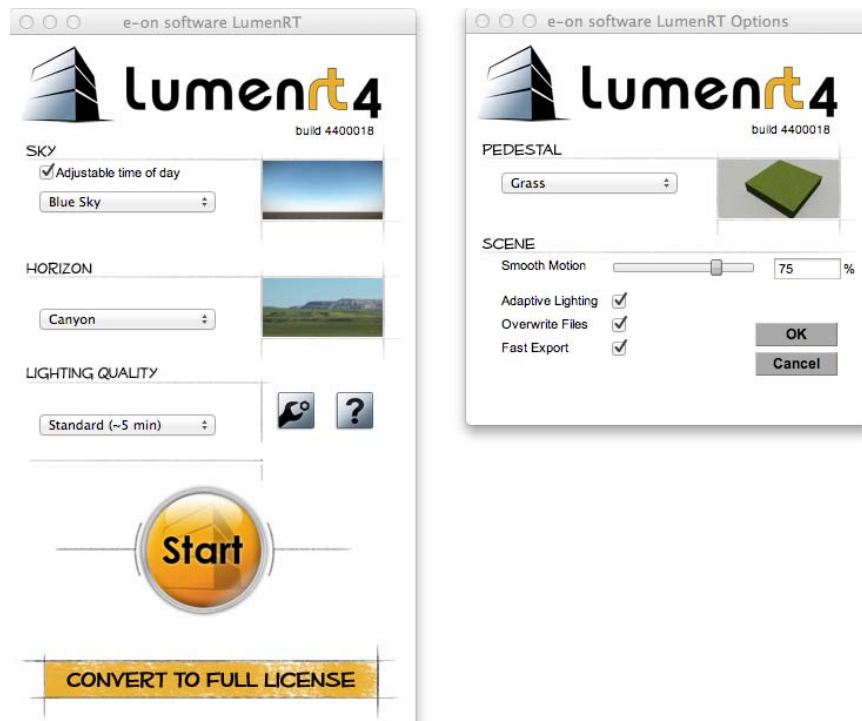 e-on software LumenRT
lumenrt4
build 4400018
SKY
Adjustable time of day
Blue Sky
HORIZON
Canyon
LIGHTING QUALITY
Standard (~5 min)
?
Start
CONVERT TO FULL LICENSE
e-on software LumenRT Options
lumenrt4
build 4400018
PEDESTAL
Grass
SCENE
Smooth Motion 75 %
Adaptive Lighting
Overwrite Files
OK
Fast Export
Cancel